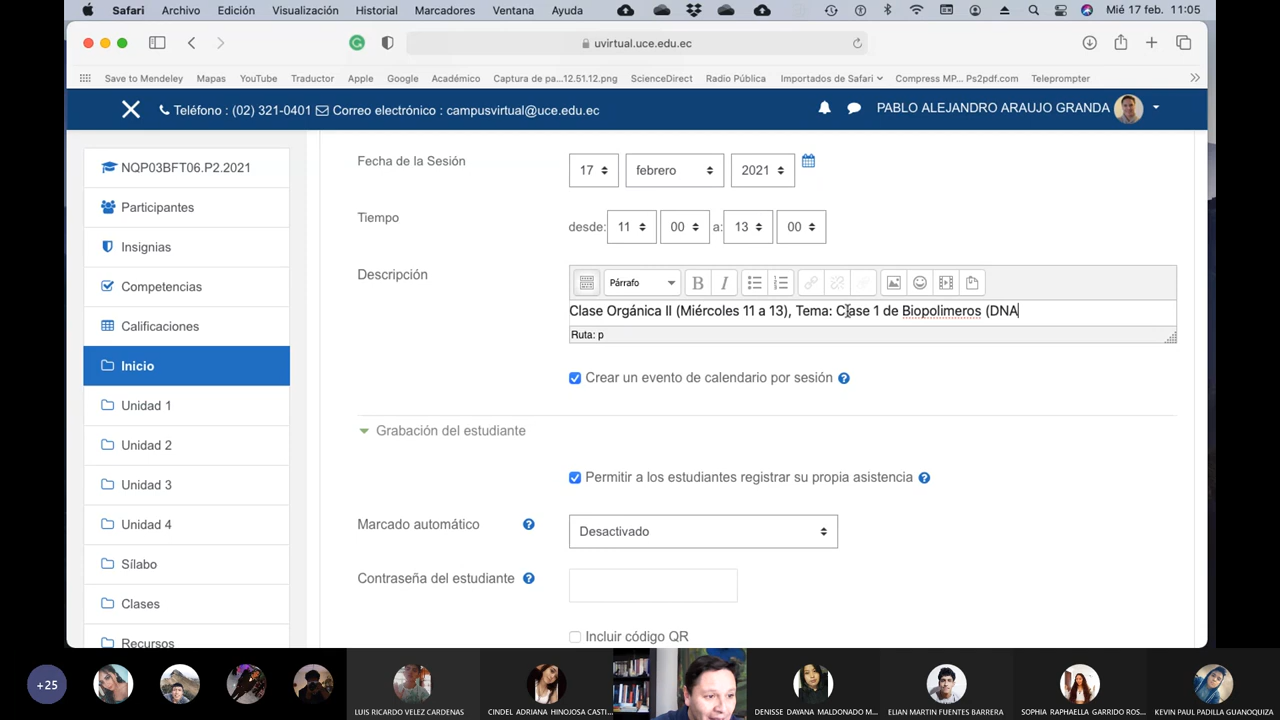 Safari Archivo Edición Visualización Historial Marcadores Ventana Ayuda Mié 17 feb. 11:05
uvirtual.uce.edu.ec
Save to Mendeley Mapas YouTube Traductor Apple Google Académico Captura de pa...12.51.12.png ScienceDirect Radio Pública Importados de Safari Compress MP... Ps2pdf.com Teleprompter
Teléfono : (02) 321-0401 Correo electrónico : campusvirtual@uce.edu.ec PABLO ALEJANDRO ARAUJO GRANDA
NQP03BFT06.P2.2021
Participantes
Insignias
Competencias
Calificaciones
Inicio
Unidad 1
Unidad 2
Unidad 3
Unidad 4
Sílabo
Clases
Recursos
Fecha de la Sesión 17 febrero 2021
Tiempo desde: 11 00 a: 13 00
Descripción Párrafo B I
Clase Orgánica II (Miércoles 11 a 13), Tema: Clase 1 de Biopolimeros (DNA
Ruta: p
Crear un evento de calendario por sesión
Grabación del estudiante
Permitir a los estudiantes registrar su propia asistencia
Marcado automático Desactivado
Contraseña del estudiante
Incluir código QR
+25 LUIS RICARDO VELEZ CARDENAS CINDEL ADRIANA HINOJOSA CASTI... DENISSE DAYANA MALDONADO M... ELIAN MARTIN FUENTES BARRERA SOPHIA RAPHAELLA GARRIDO ROS... KEVIN PAUL PADILLA GUANOQUIZA